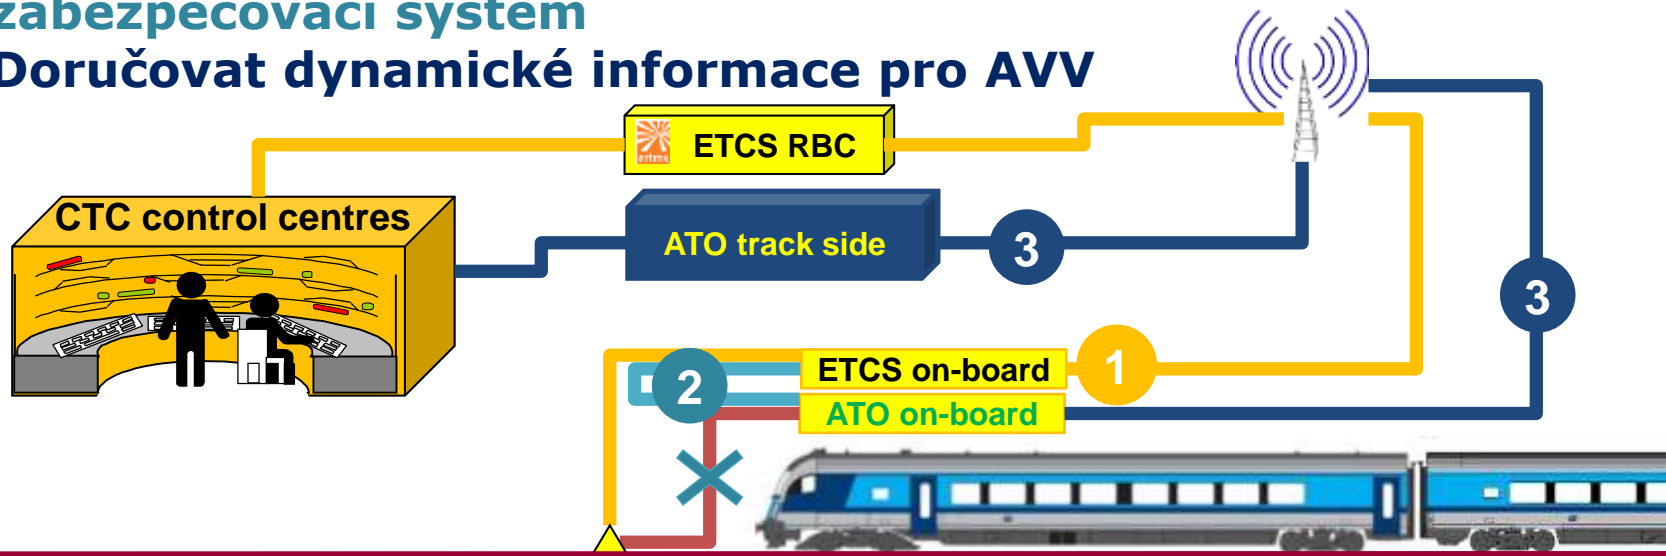 zabezpečovací systém
Doručovat dynamické informace pro AVV
ETCS RBC
CTC control centres
ATO track side
3
3
ETCS on-board
1
2
ATO on-board